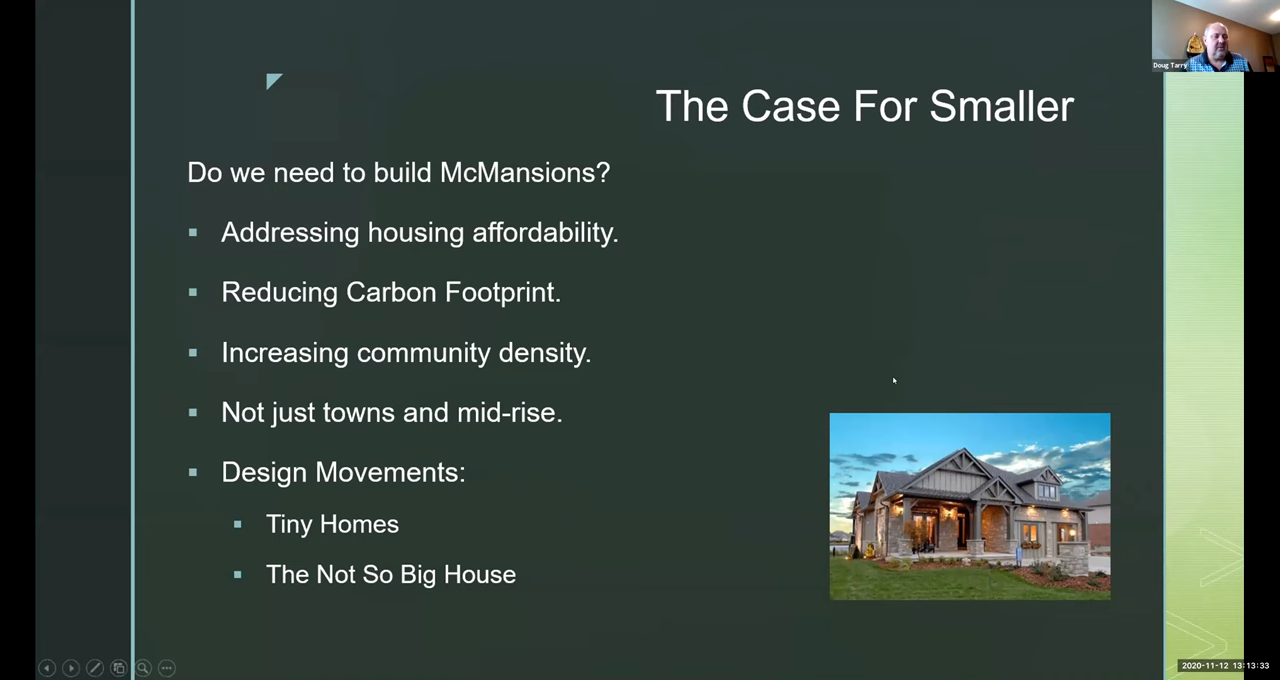 Doug Tarry
The Case For Smaller
Do we need to build McMansions?
Addressing housing affordability.
Reducing Carbon Footprint.
Increasing community density.
Not just towns and mid-rise.
Design Movements:
Tiny Homes
The Not So Big House
2020-11-12 13:13:33